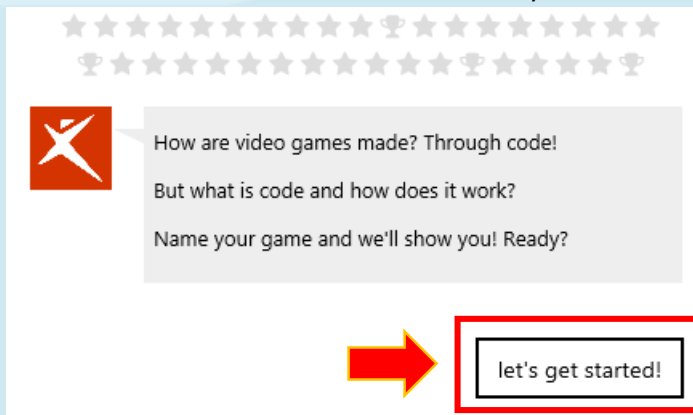 How are video games made? Through code!
But what is code and how does it work?
Name your game and we'll show you! Ready?
let's get started!